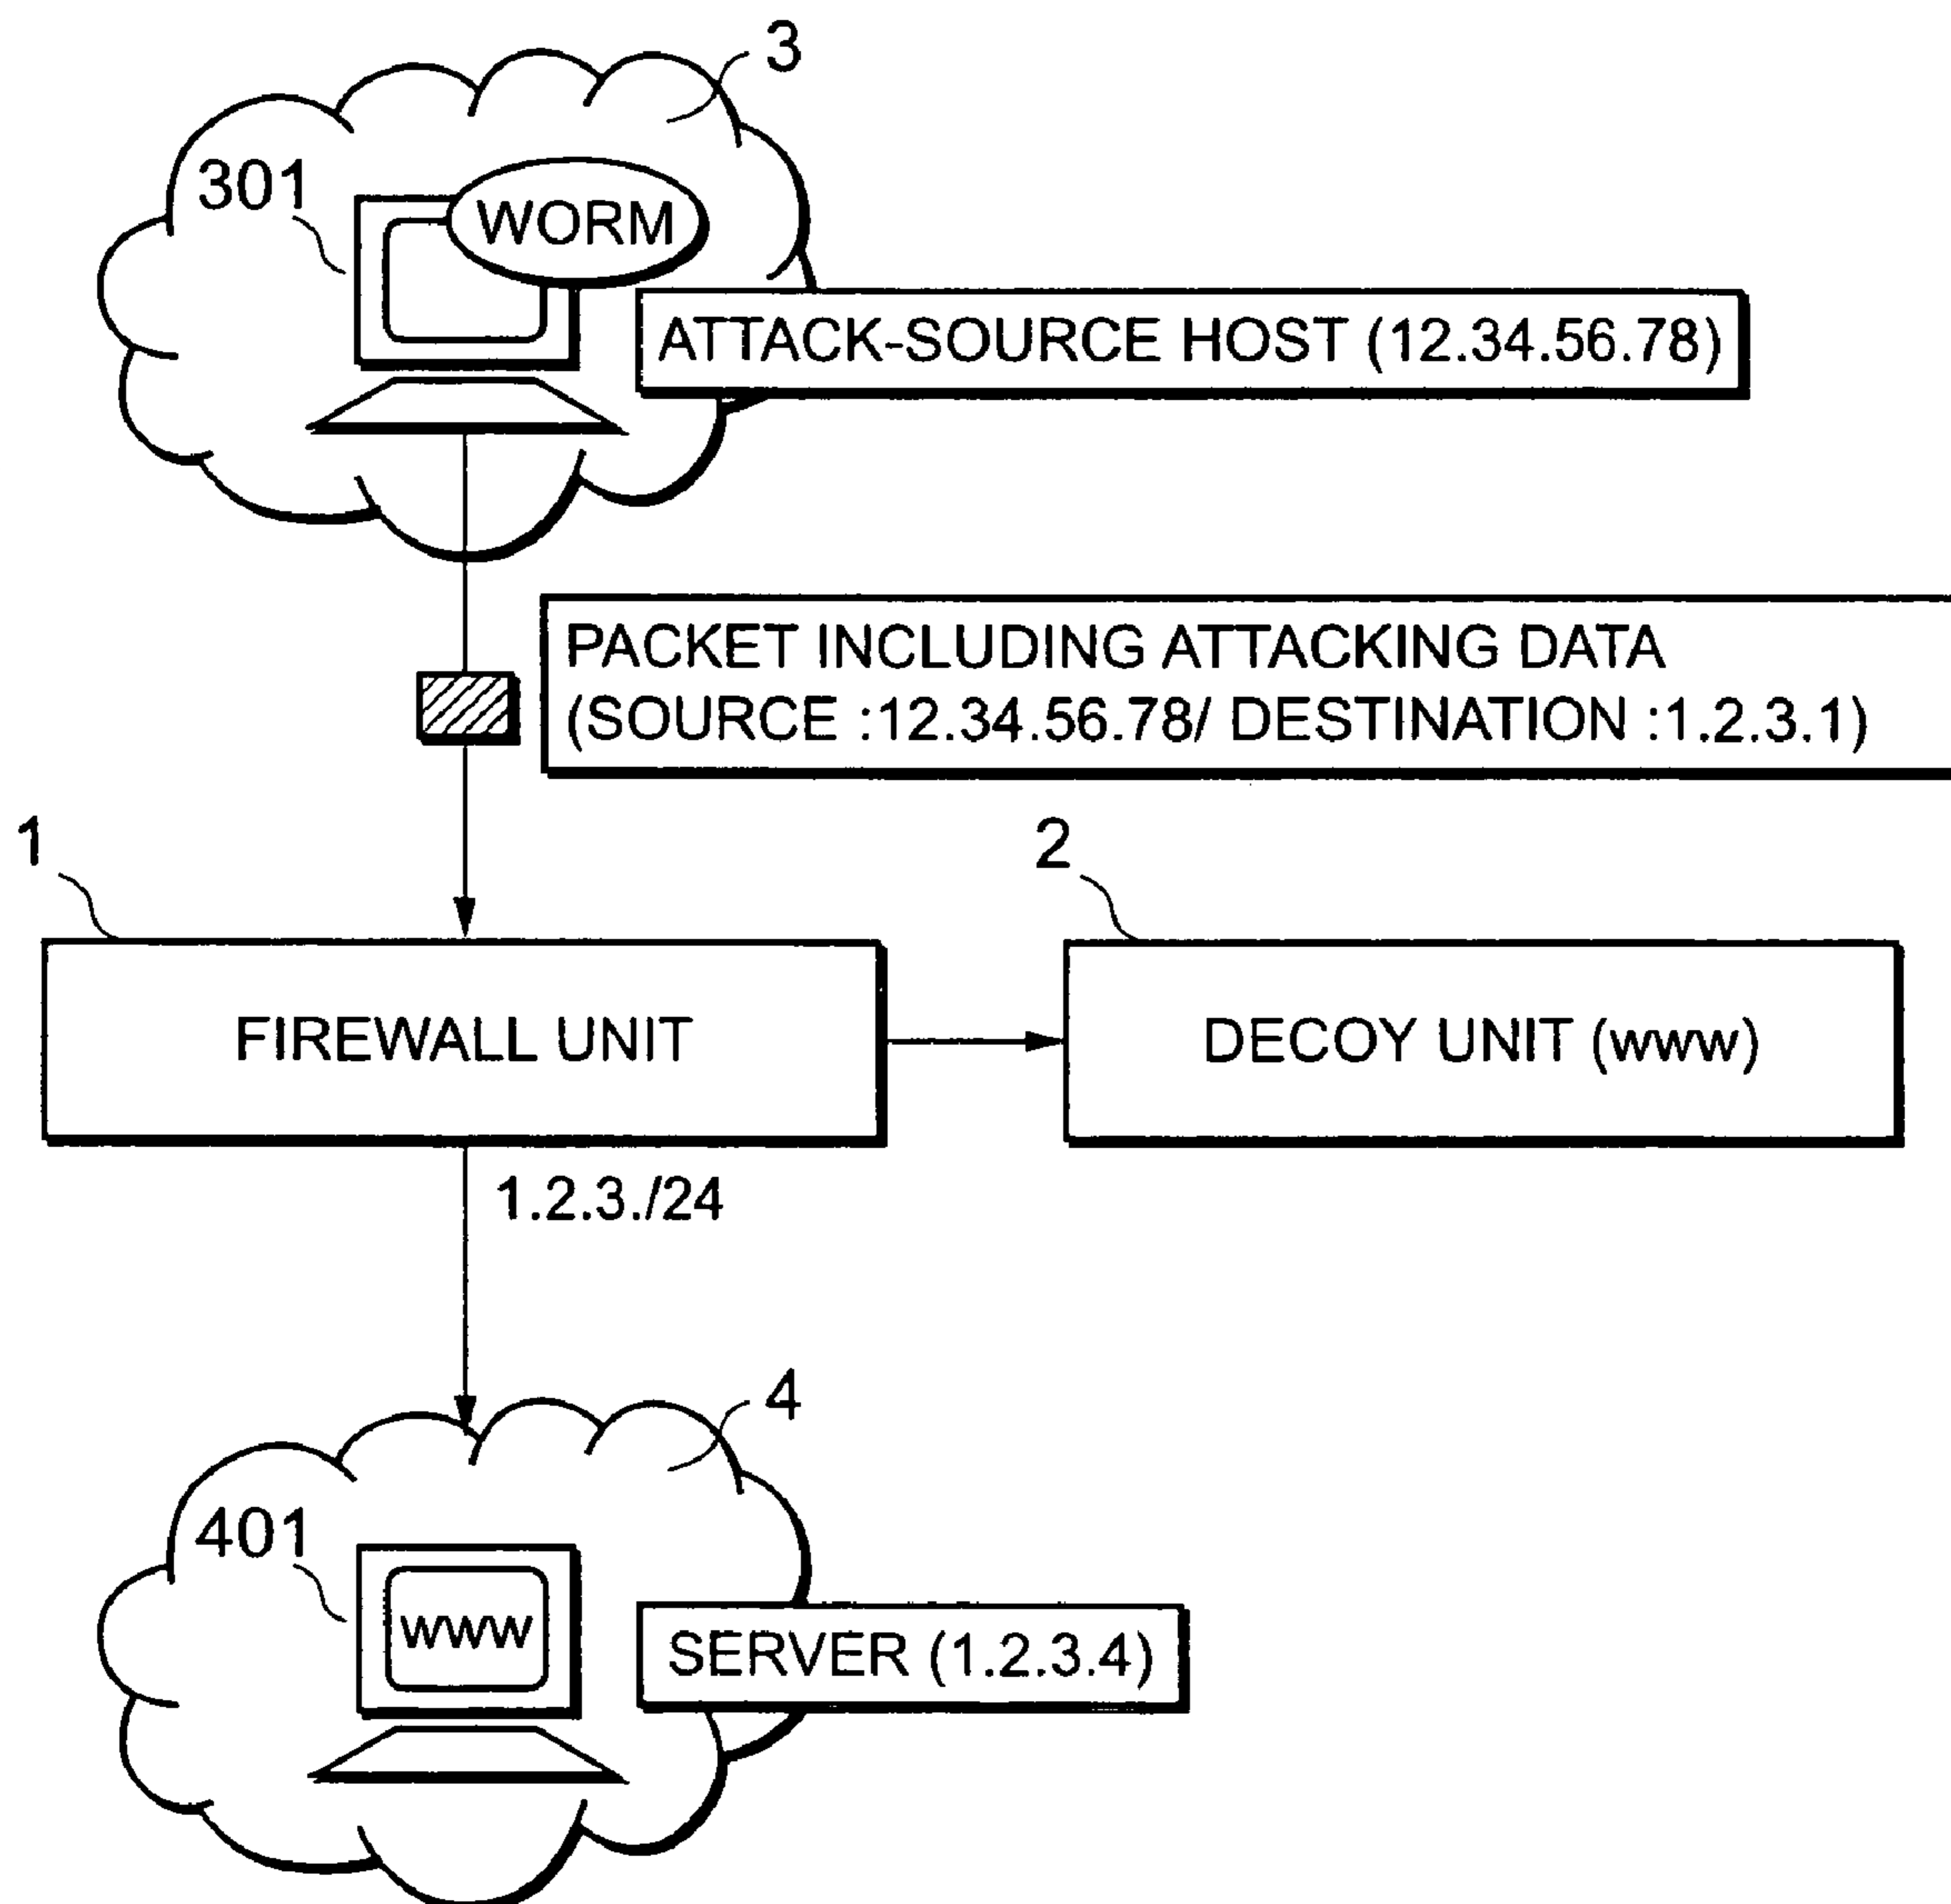 3
301
WORM
ATTACK-SOURCE HOST (12.34.56.78)
PACKET INCLUDING ATTACKING DATA
(SOURCE :12.34.56.78/ DESTINATION :1.2.3.1)
1
2
FIREWALL UNIT
DECOY UNIT (www)
1.2.3./24
4
401
www
SERVER (1.2.3.4)